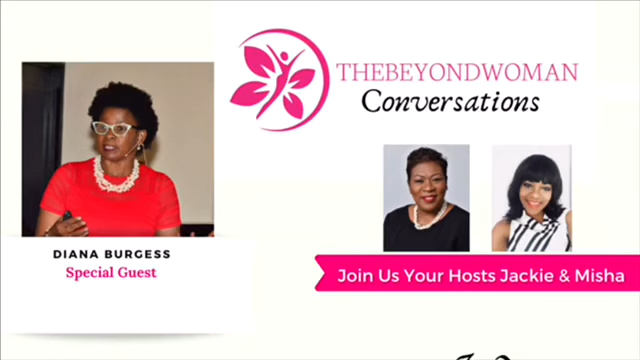 THEBEYONDWOMAN
Conversations
DIANA BURGESS
Special Guest
Join Us Your Hosts Jackie & Misha